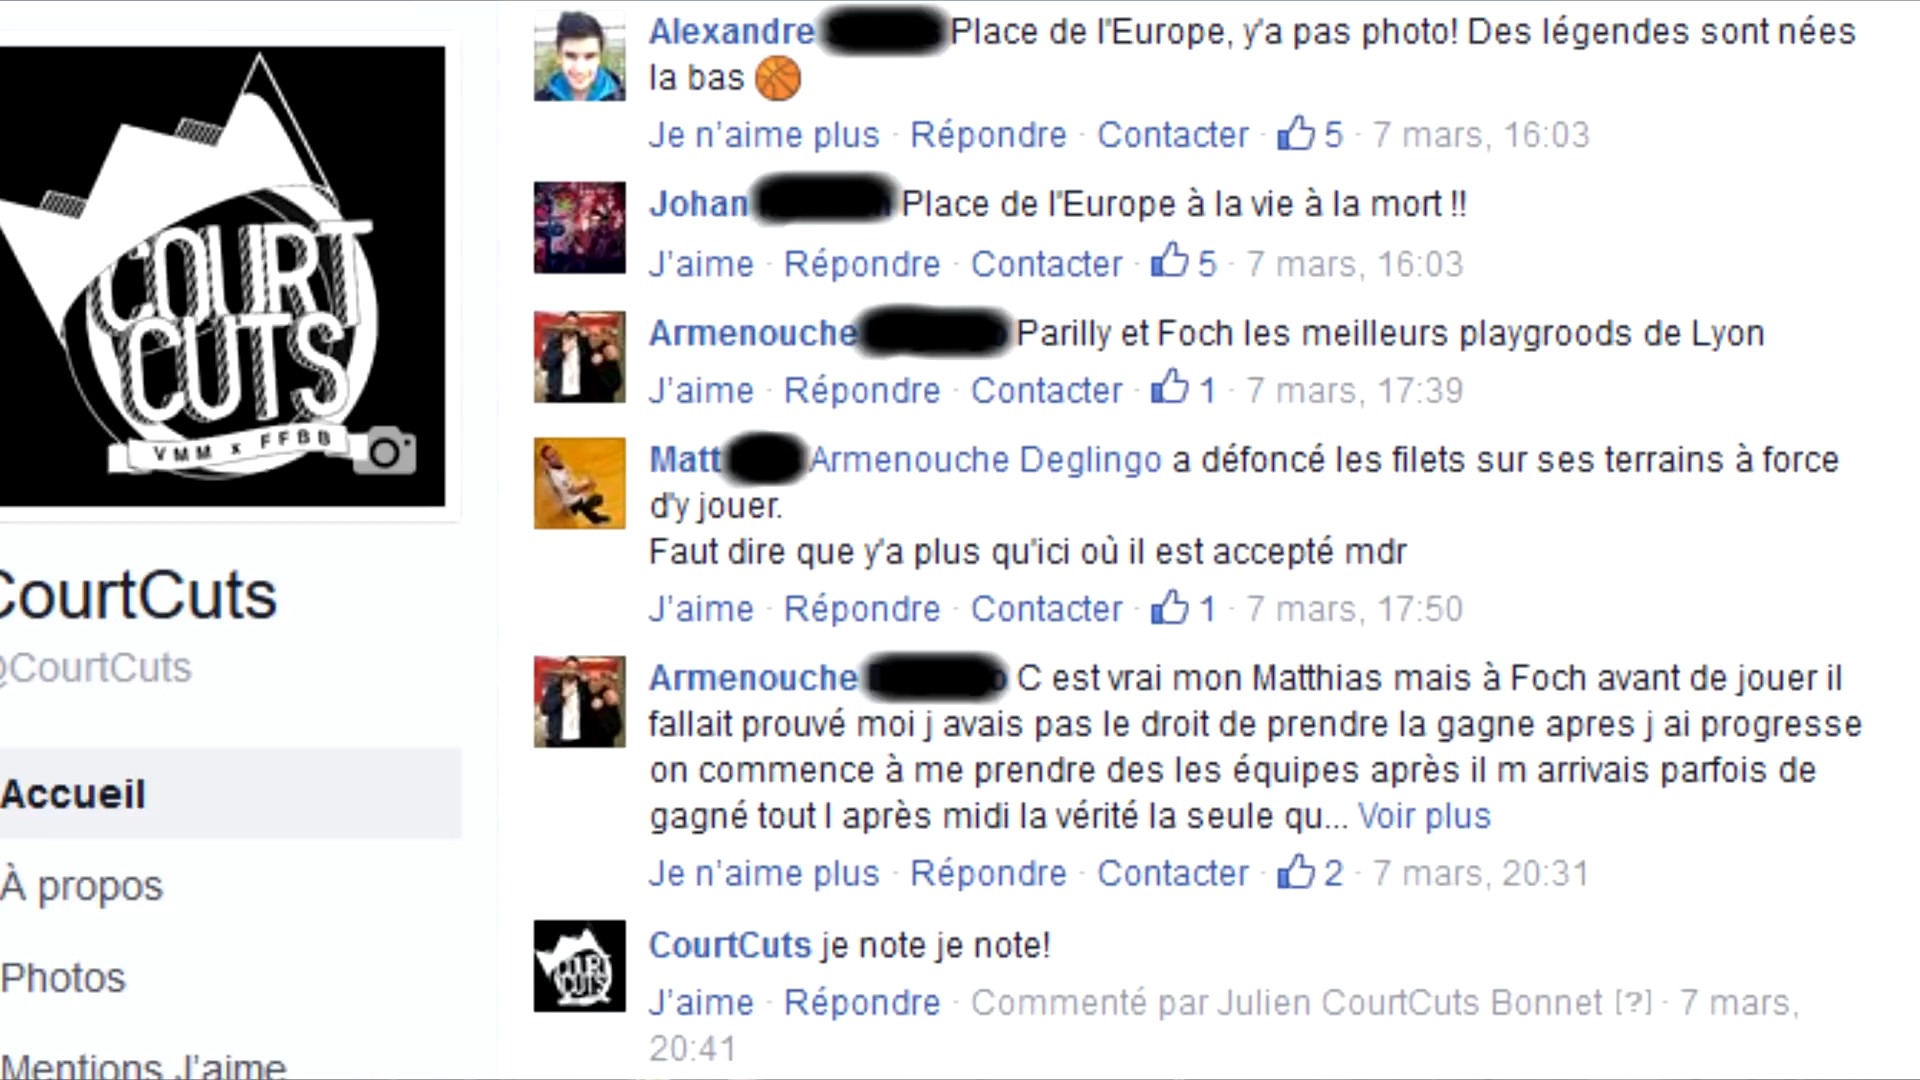 COURT
CUTS
VMM x FFBB
CourtCuts
@CourtCuts
Accueil
À propos
Photos
Mentions J'aime
Alexandre Place de l'Europe, y'a pas photo! Des légendes sont nées
la bas 🏀
Je n'aime plus · Répondre · Contacter · 5 · 7 mars, 16:03
Johan Place de l'Europe à la vie à la mort !!
J'aime · Répondre · Contacter · 5 · 7 mars, 16:03
Armenouche Parilly et Foch les meilleurs playgroods de Lyon
J'aime · Répondre · Contacter · 1 · 7 mars, 17:39
Matt Armenouche Deglingo a défoncé les filets sur ses terrains à force
d'y jouer.
Faut dire que y'a plus qu'ici où il est accepté mdr
J'aime · Répondre · Contacter · 1 · 7 mars, 17:50
Armenouche C est vrai mon Matthias mais à Foch avant de jouer il
fallait prouvé moi j avais pas le droit de prendre la gagne apres j ai progresse
on commence à me prendre des les équipes après il m arrivais parfois de
gagné tout l après midi la vérité la seule qu... Voir plus
Je n'aime plus · Répondre · Contacter · 2 · 7 mars, 20:31
CourtCuts je note je note!
J'aime · Répondre · Commenté par Julien CourtCuts Bonnet [?] · 7 mars,
20:41